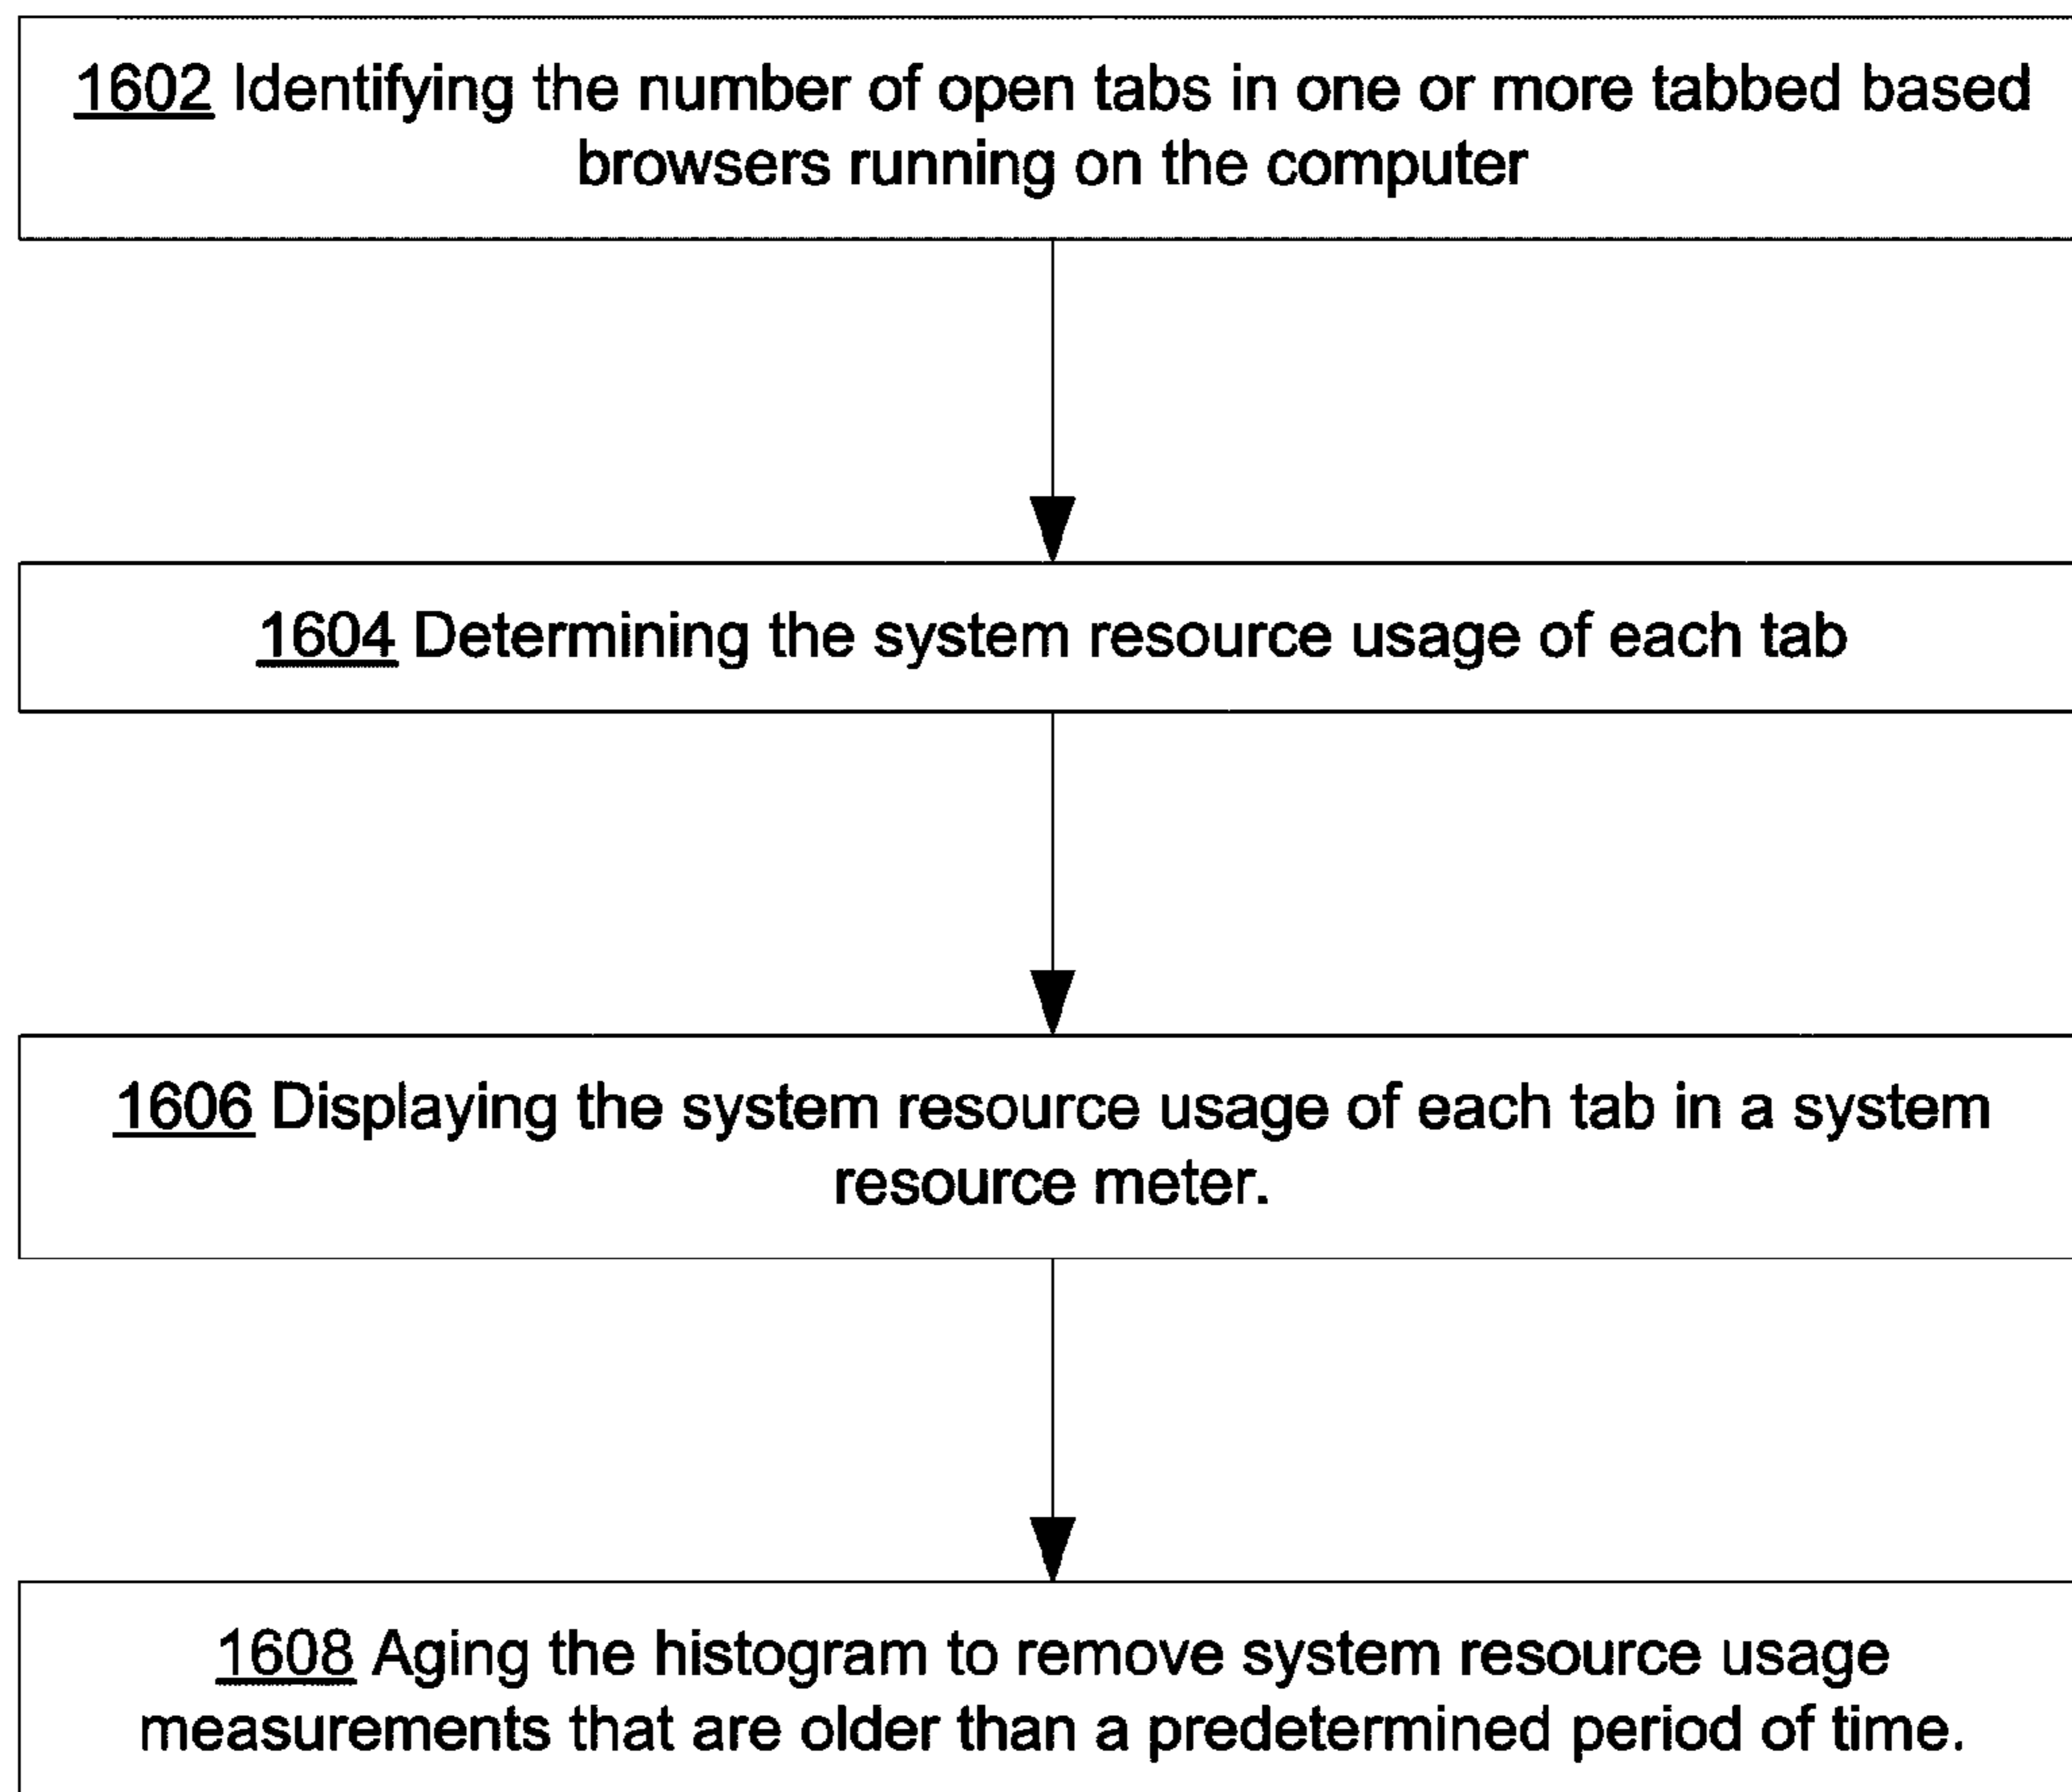 1602 Identifying the number of open tabs in one or more tabbed based
browsers running on the computer
1604 Determining the system resource usage of each tab
1606 Displaying the system resource usage of each tab in a system
resource meter.
1608 Aging the histogram to remove system resource usage
measurements that are older than a predetermined period of time.